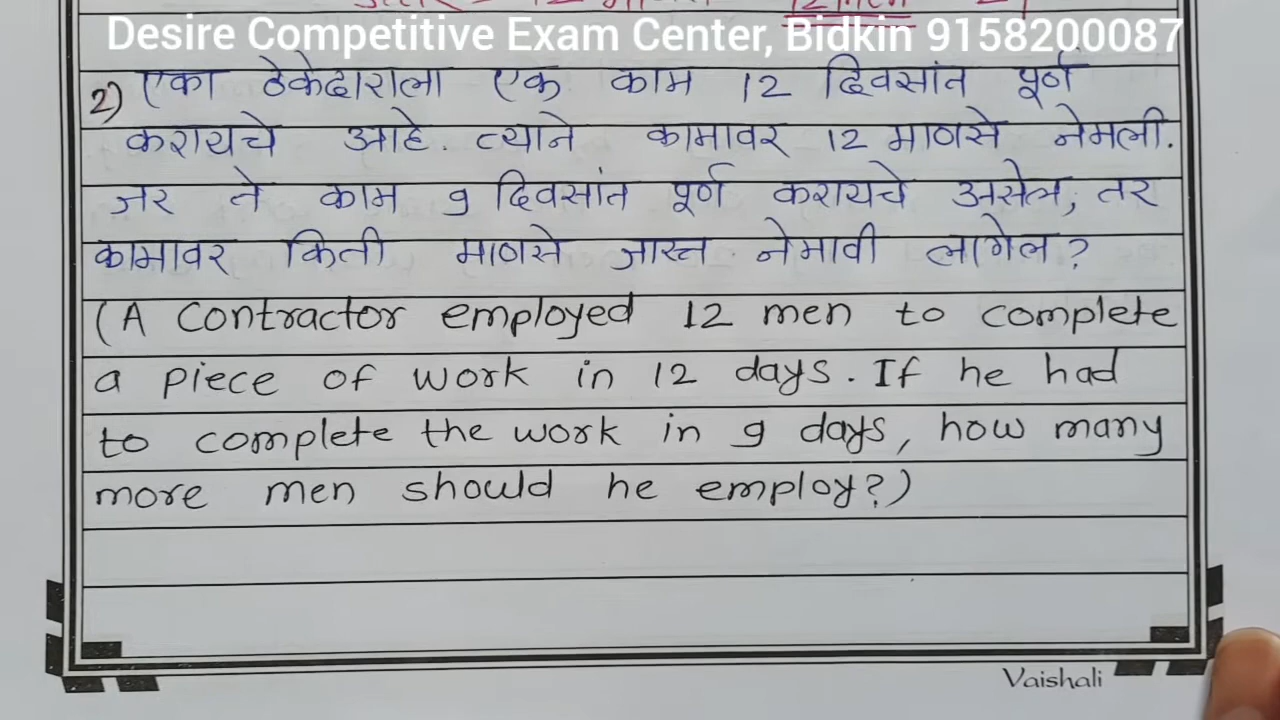 Desire Competitive Exam Center, Bidkin 9158200087
2) एका ठेकेदाराला एक काम 12 दिवसांत पूर्ण
करायचे आहे. त्याने कामावर 12 माणसे नेमली.
जर ते काम 9 दिवसांत पूर्ण करायचे असेल, तर
कामावर किती माणसे जास्त नेमावी लागेल?
(A contractor employed 12 men to complete
a piece of work in 12 days. If he had
to complete the work in 9 days, how many
more men should he employ?)
Vaishali